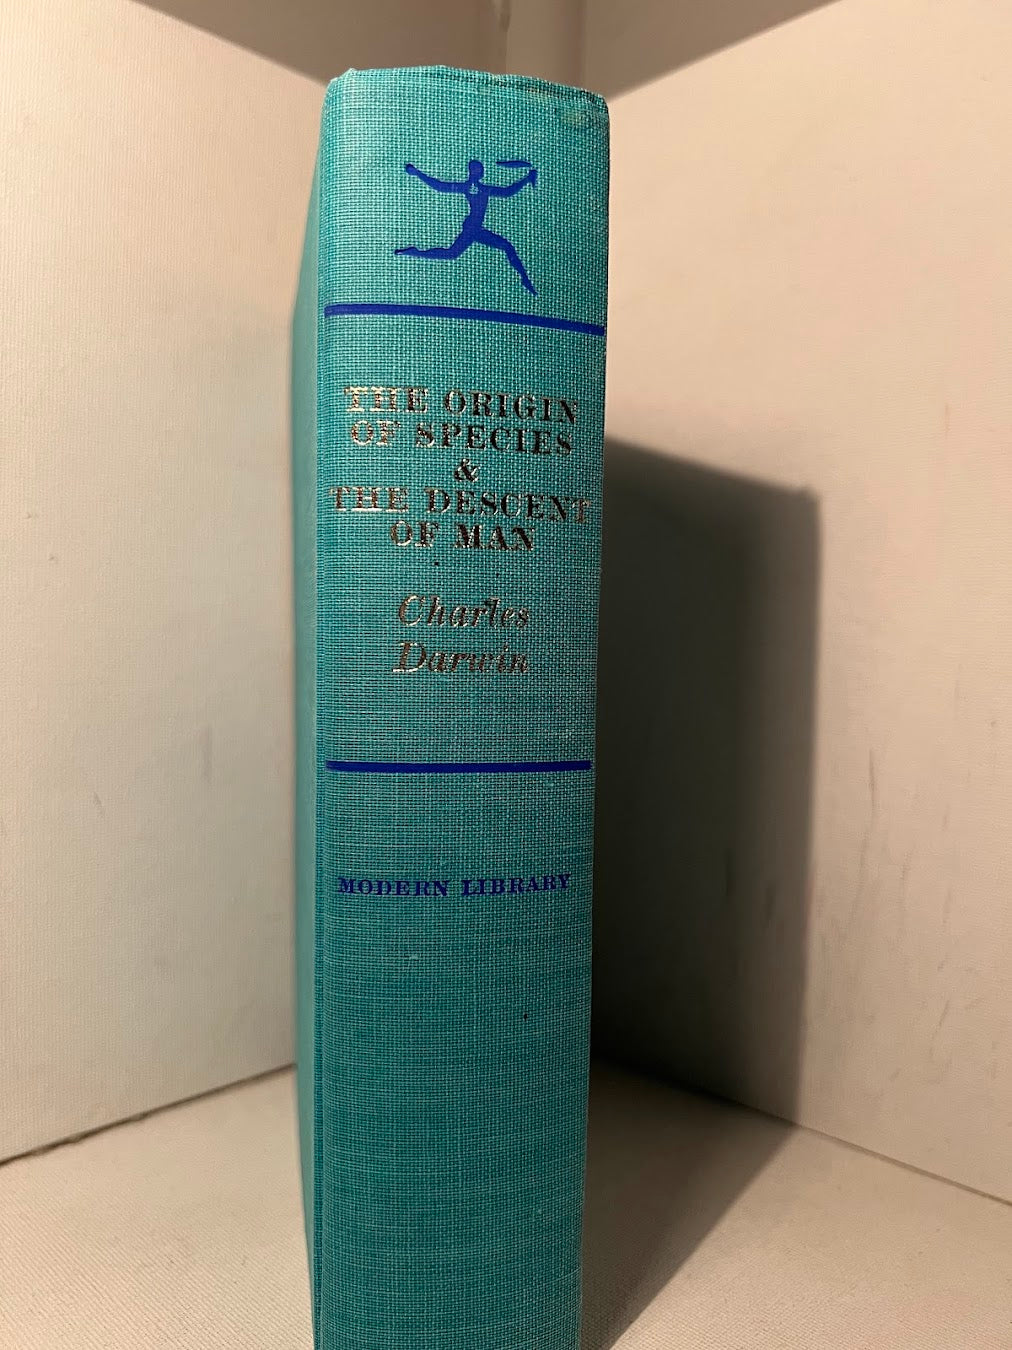 THE ORIGIN
OF SPECIES
&
THE DESCENT
OF MAN
Charles
Darwin
MODERN LIBRARY